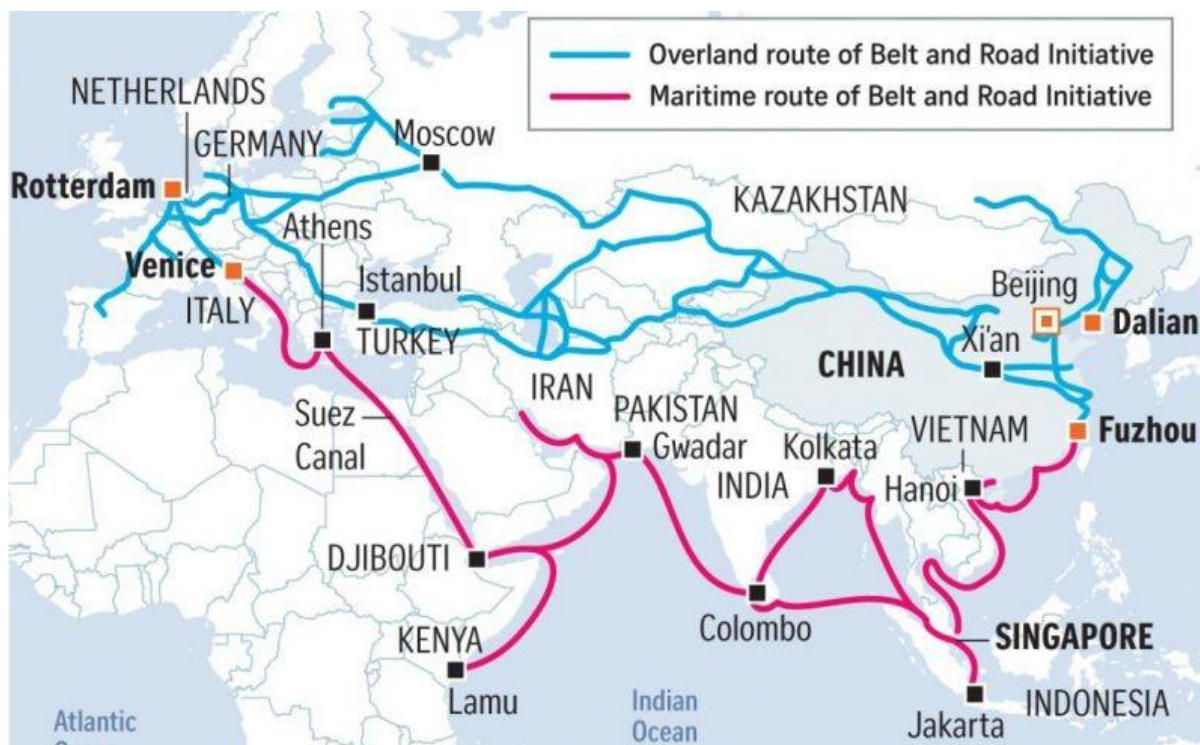 Overland route of Belt and Road Initiative
Maritime route of Belt and Road Initiative
NETHERLANDS
GERMANY
Moscow
Rotterdam
KAZAKHSTAN
Athens
Venice
Istanbul
Beijing
ITALY
TURKEY
Dalian
Xi'an
CHINA
IRAN
Suez
Canal
PAKISTAN
Gwadar
Kolkata
VIETNAM
Fuzhou
INDIA
Hanoi
DJIBOUTI
Colombo
KENYA
SINGAPORE
Lamu
Indian
Ocean
INDONESIA
Jakarta
Atlantic